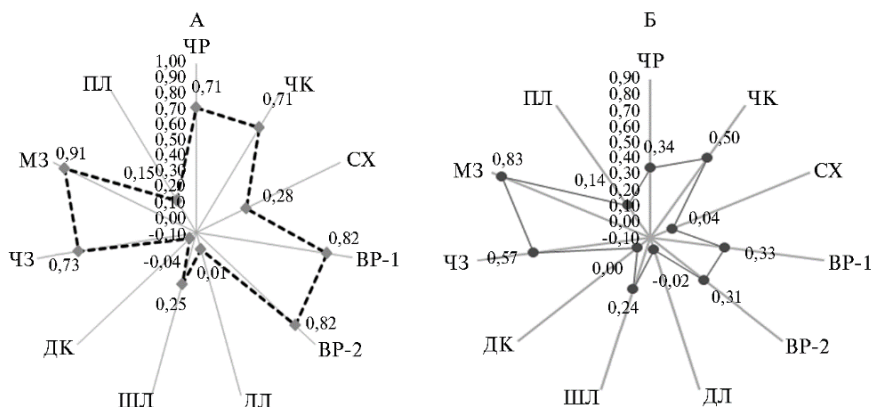 А
ЧР
1,00
0,90
0,80
0,70
0,60
0,50
0,40
0,30
0,20
0,10
0,00
-0,10
ПЛ
ЧК
МЗ
СХ
ЧЗ
ВР-1
ДК
ВР-2
ШЛ
ДЛ
0,71
0,71
0,28
0,82
0,82
0,01
0,25
-0,04
0,73
0,91
0,15
Б
ЧР
0,90
0,80
0,70
0,60
0,50
0,40
0,30
0,20
0,10
0,00
-0,10
ПЛ
ЧК
МЗ
СХ
ЧЗ
ВР-1
ДК
ВР-2
ШЛ
ДЛ
0,34
0,50
0,04
0,33
0,31
-0,02
0,24
0,00
0,57
0,83
0,14